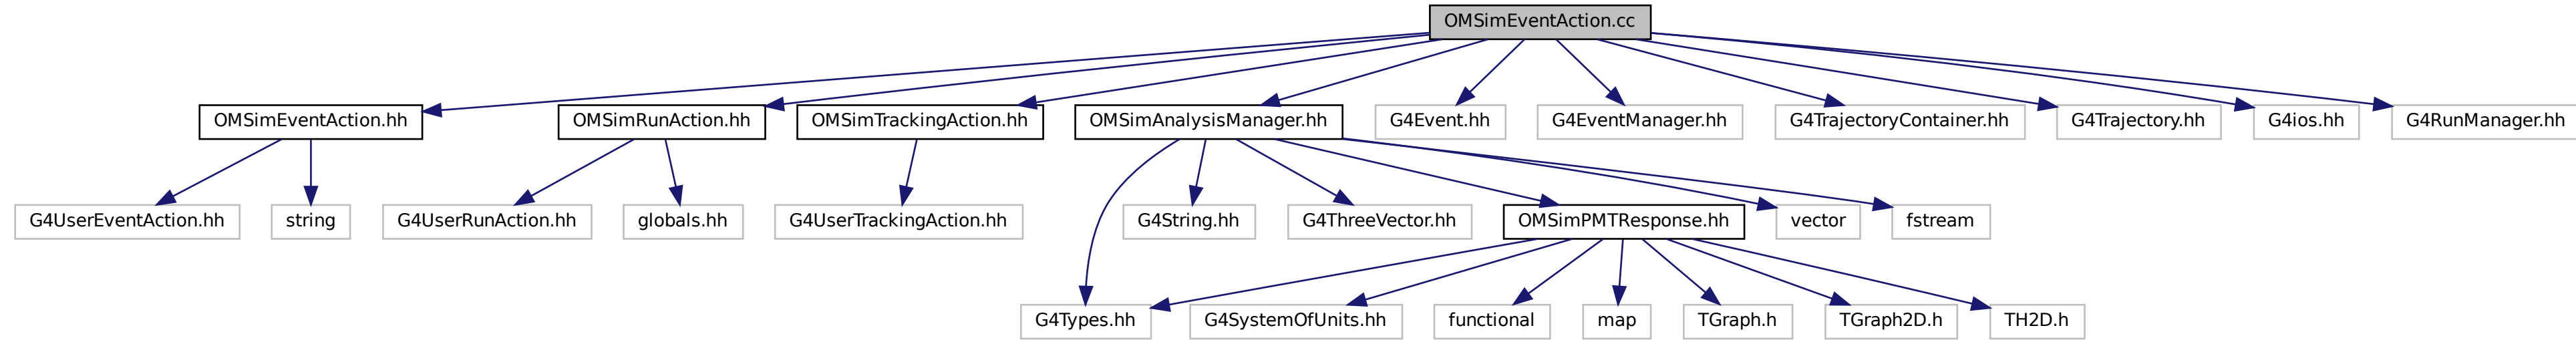 OMSimEventAction.cc
OMSimEventAction.hh
OMSimRunAction.hh
OMSimTrackingAction.hh
OMSimAnalysisManager.hh
G4Event.hh
G4EventManager.hh
G4TrajectoryContainer.hh
G4Trajectory.hh
G4ios.hh
G4RunManager.hh
G4UserEventAction.hh
string
G4UserRunAction.hh
globals.hh
G4UserTrackingAction.hh
G4String.hh
G4ThreeVector.hh
OMSimPMTResponse.hh
vector
fstream
G4Types.hh
G4SystemOfUnits.hh
functional
map
TGraph.h
TGraph2D.h
TH2D.h